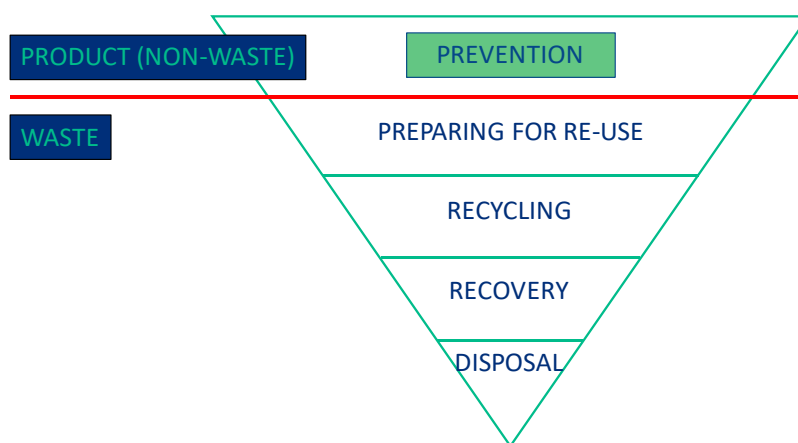 PRODUCT (NON-WASTE)
PREVENTION
WASTE
PREPARING FOR RE-USE
RECYCLING
RECOVERY
DISPOSAL